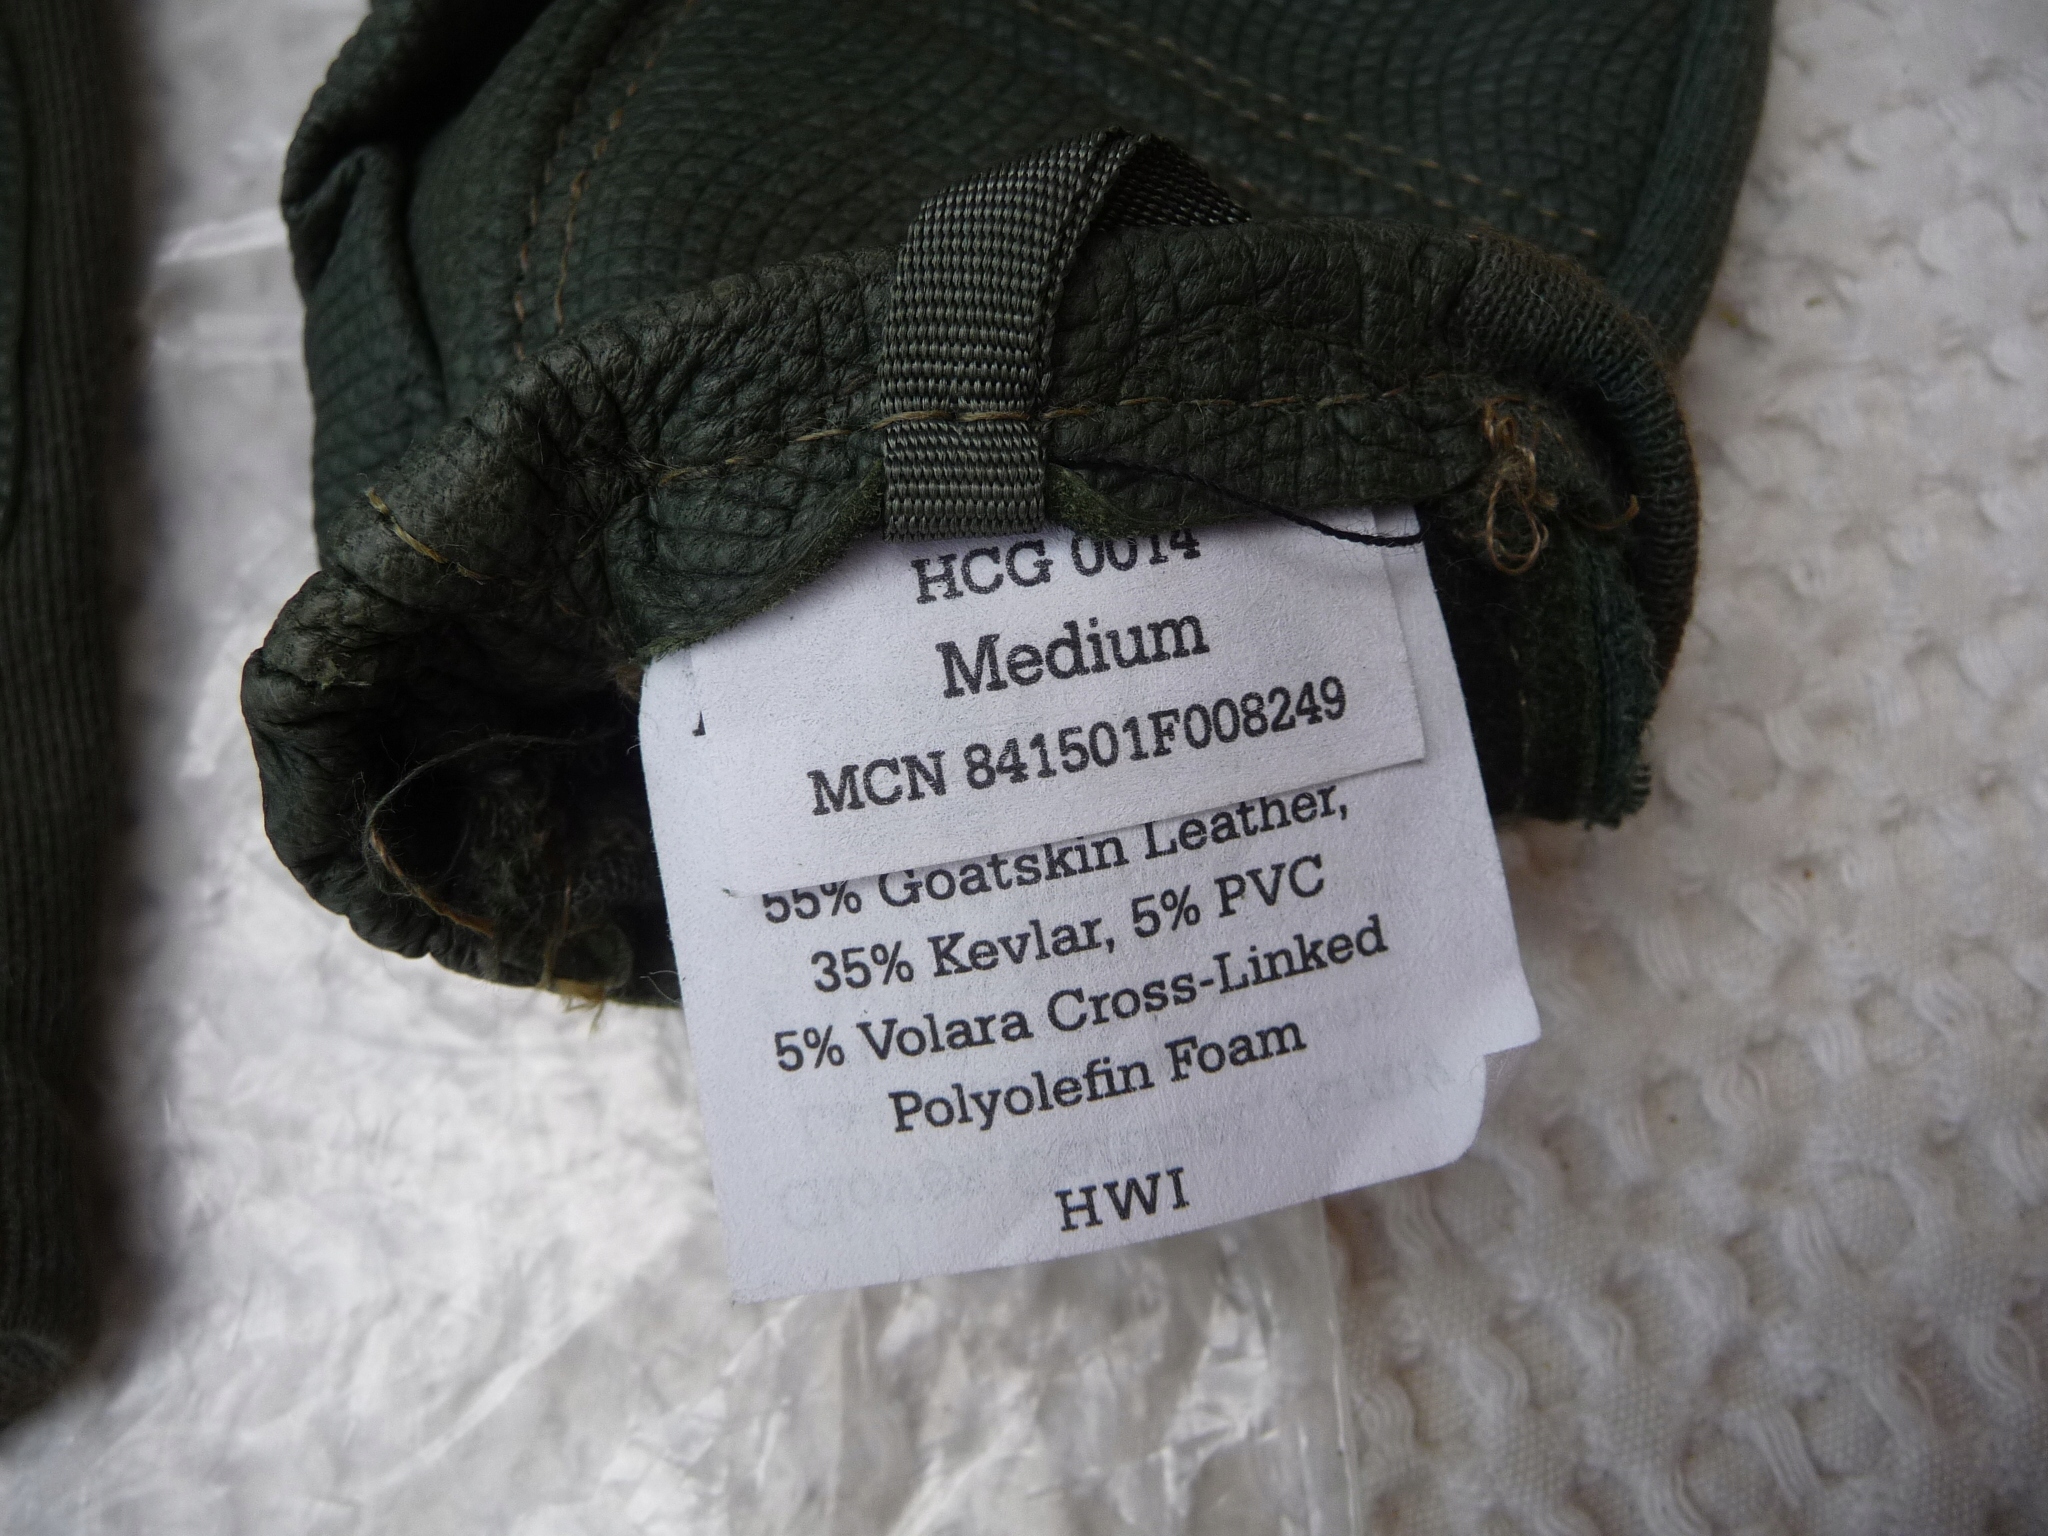 HCG 0014
Medium
MCN 841501F008249
55% Goatskin Leather,
35% Kevlar, 5% PVC
5% Volara Cross-Linked
Polyolefin Foam
HWI